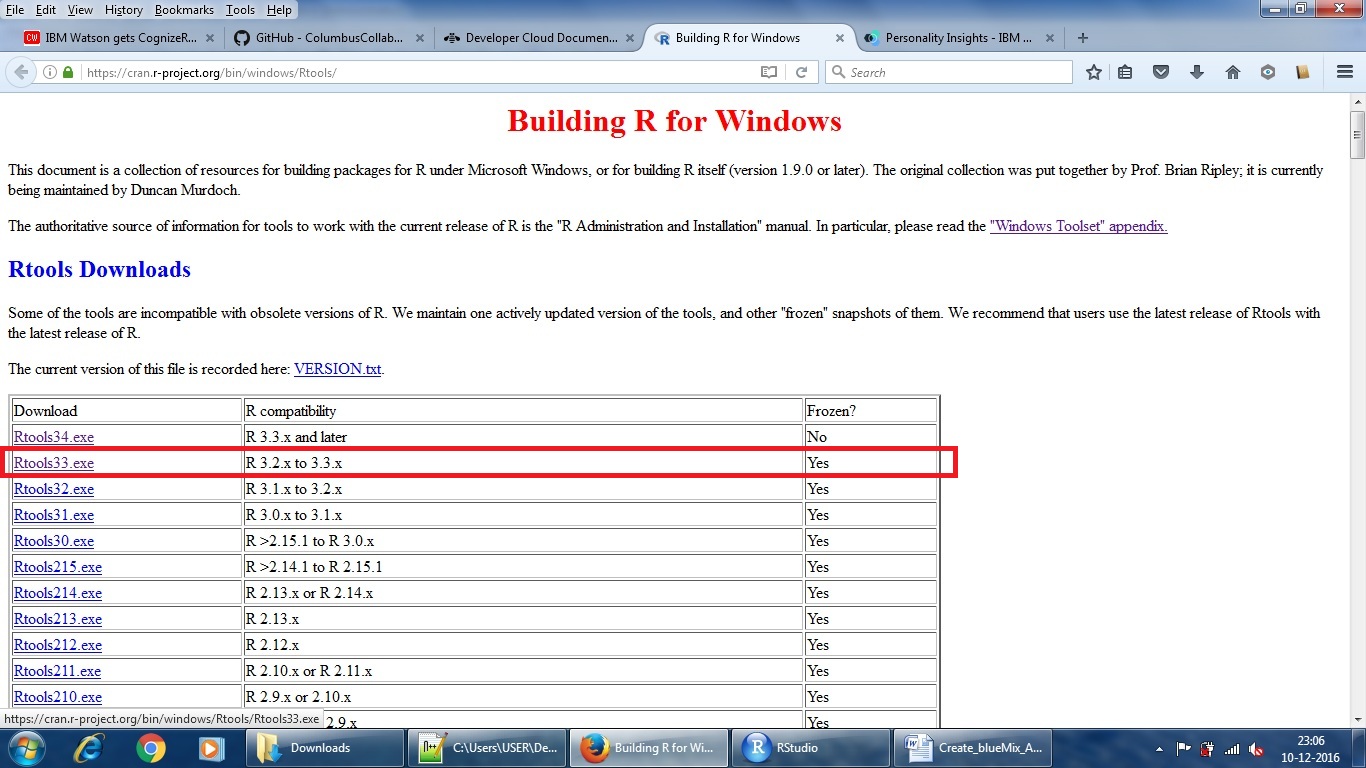 File Edit View History Bookmarks Tools Help
IBM Watson gets CognizeR...
GitHub - ColumbusCollab...
Developer Cloud Documen...
Building R for Windows
Personality Insights - IBM ...
https://cran.r-project.org/bin/windows/Rtools/
Search
Building R for Windows
This document is a collection of resources for building packages for R under Microsoft Windows, or for building R itself (version 1.9.0 or later). The original collection was put together by Prof. Brian Ripley; it is currently
being maintained by Duncan Murdoch.
The authoritative source of information for tools to work with the current release of R is the "R Administration and Installation" manual. In particular, please read the "Windows Toolset" appendix.
Rtools Downloads
Some of the tools are incompatible with obsolete versions of R. We maintain one actively updated version of the tools, and other "frozen" snapshots of them. We recommend that users use the latest release of Rtools with
the latest release of R.
The current version of this file is recorded here: VERSION.txt.
Download R compatibility Frozen?
Rtools34.exe R 3.3.x and later No
Rtools33.exe R 3.2.x to 3.3.x Yes
Rtools32.exe R 3.1.x to 3.2.x Yes
Rtools31.exe R 3.0.x to 3.1.x Yes
Rtools30.exe R >2.15.1 to R 3.0.x Yes
Rtools215.exe R >2.14.1 to R 2.15.1 Yes
Rtools214.exe R 2.13.x or R 2.14.x Yes
Rtools213.exe R 2.13.x Yes
Rtools212.exe R 2.12.x Yes
Rtools211.exe R 2.10.x or R 2.11.x Yes
Rtools210.exe R 2.9.x or 2.10.x Yes
https://cran.r-project.org/bin/windows/Rtools/Rtools33.exe 2.9.x Yes
Downloads
C:\Users\USER\De...
Building R for Wi...
RStudio
Create_blueMix_A...
23:06
10-12-2016